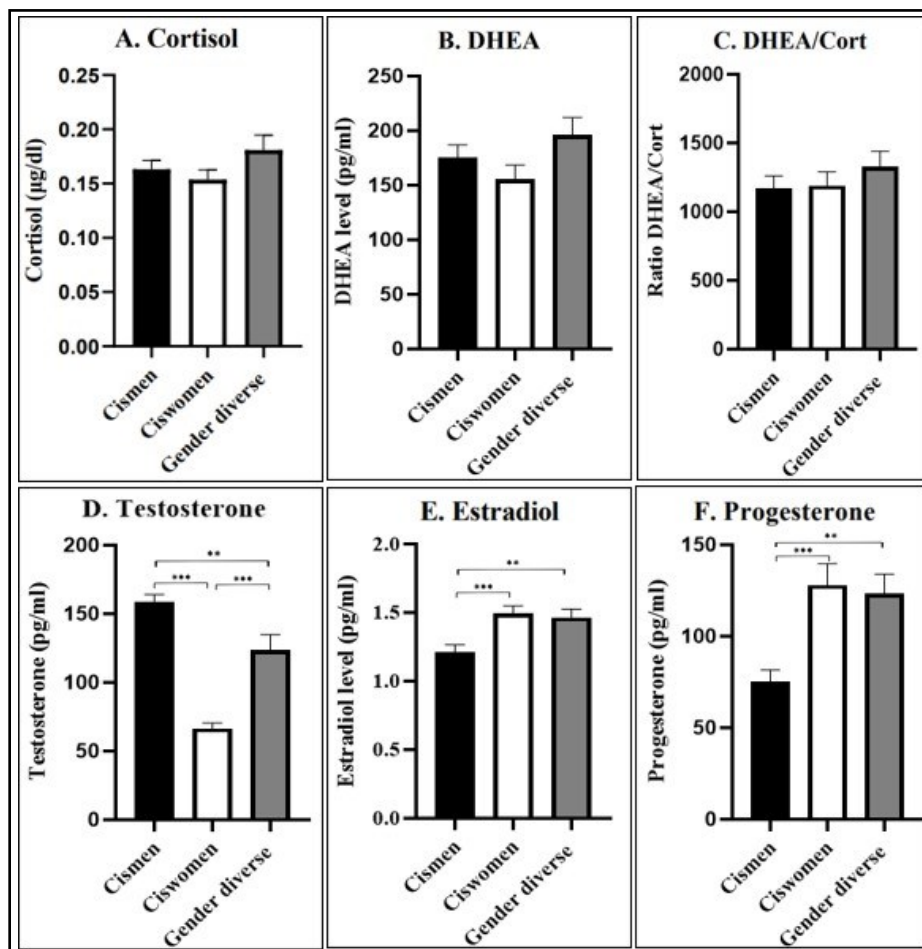 A. Cortisol
Cortisol (µg/dl)
0.25
0.20
0.15
0.10
0.05
0.00
Cismen
Ciswomen
Gender diverse
B. DHEA
DHEA level (pg/ml)
250
200
150
100
50
0
Cismen
Ciswomen
Gender diverse
C. DHEA/Cort
Ratio DHEA/Cort
2000
1500
1000
500
0
Cismen
Ciswomen
Gender diverse
D. Testosterone
Testosterone (pg/ml)
200
150
100
50
0
**
***
***
Cismen
Ciswomen
Gender diverse
E. Estradiol
Estradiol level (pg/ml)
2.0
1.5
1.0
0.5
0.0
**
***
Cismen
Ciswomen
Gender diverse
F. Progesterone
Progesterone (pg/ml)
150
100
50
0
**
***
Cismen
Ciswomen
Gender diverse